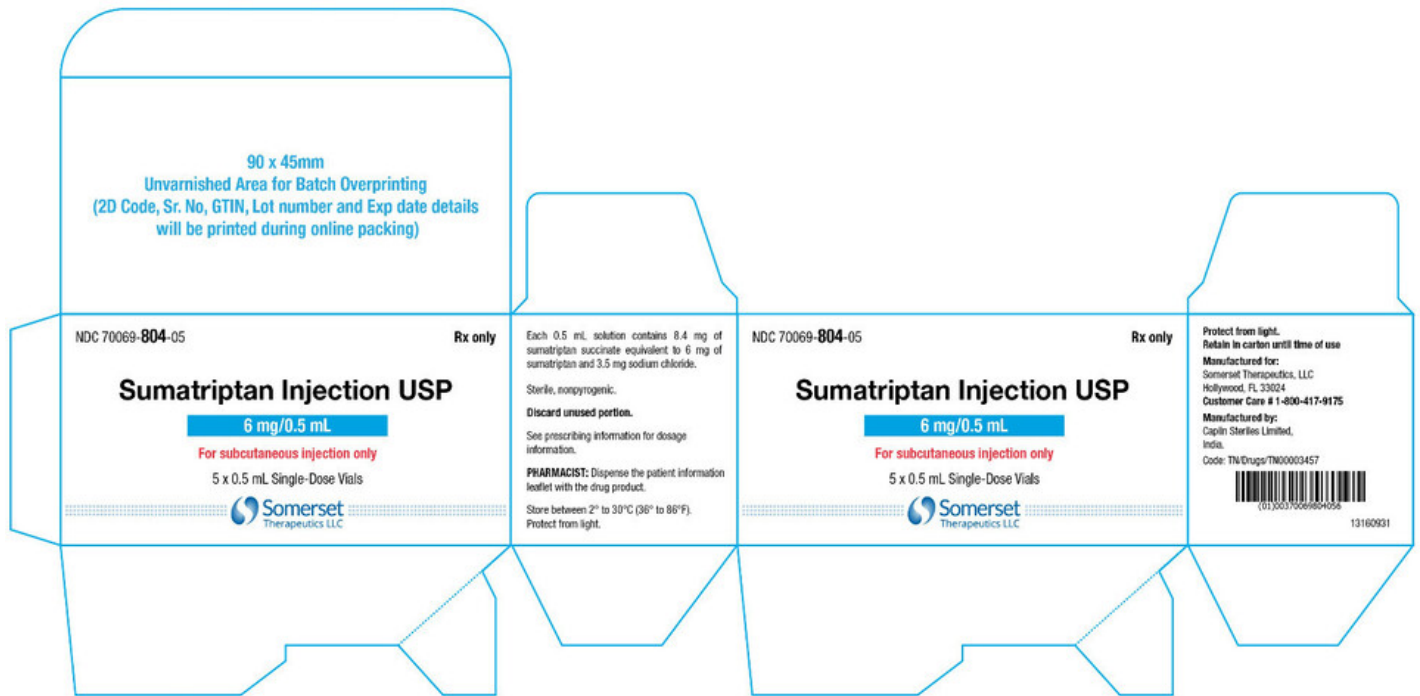 90 x 45mm
Unvarnished Area for Batch Overprinting
(2D Code, Sr. No, GTIN, Lot number and Exp date details
will be printed during online packing)
NDC 70069-804-05
Rx only
Sumatriptan Injection USP
6 mg/0.5 mL
For subcutaneous injection only
5 x 0.5 mL Single-Dose Vials
Somerset
Therapeutics LLC
Each 0.5 mL solution contains 8.4 mg of
sumatriptan succinate equivalent to 6 mg of
sumatriptan and 3.5 mg sodium chloride.
Sterile, nonpyrogenic.
Discard unused portion.
See prescribing information for dosage
information.
PHARMACIST: Dispense the patient information
leaflet with the drug product.
Store between 2° to 30°C (36° to 86°F).
Protect from light.
NDC 70069-804-05
Rx only
Sumatriptan Injection USP
6 mg/0.5 mL
For subcutaneous injection only
5 x 0.5 mL Single-Dose Vials
Somerset
Therapeutics LLC
Protect from light.
Retain in carton until time of use
Manufactured for:
Somerset Therapeutics, LLC
Hollywood, FL 33024
Customer Care # 1-800-417-9175
Manufactured by:
Caplin Steriles Limited,
India.
Code: TN/Drugs/TN00003457
(01)00370069804056
13160931